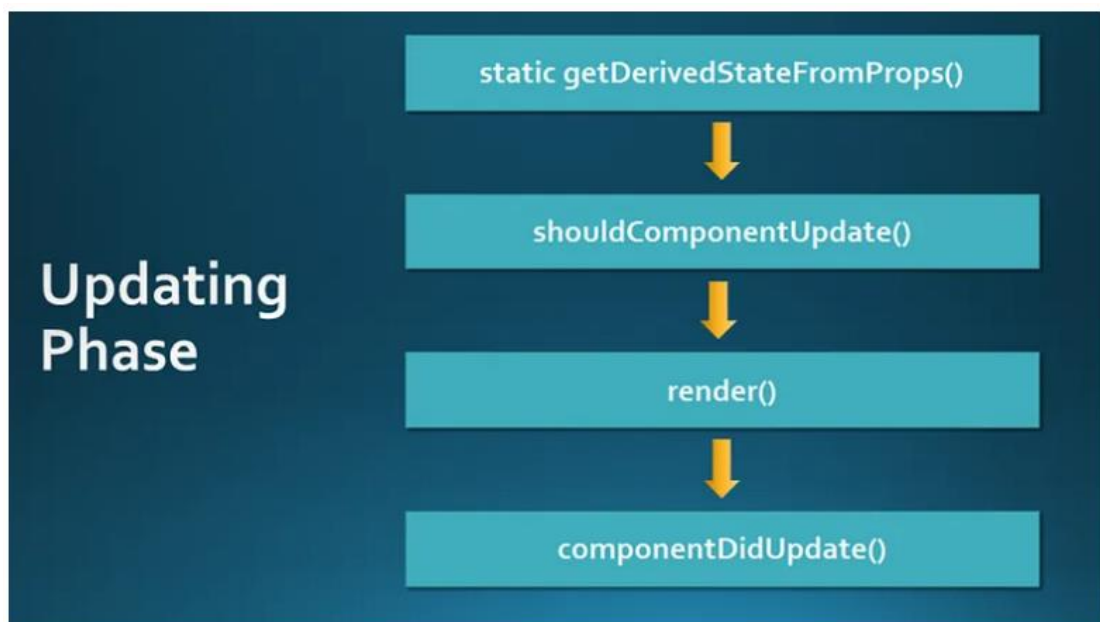 static getDerivedStateFromProps()
shouldComponentUpdate()
Updating
Phase
render()
componentDidUpdate()